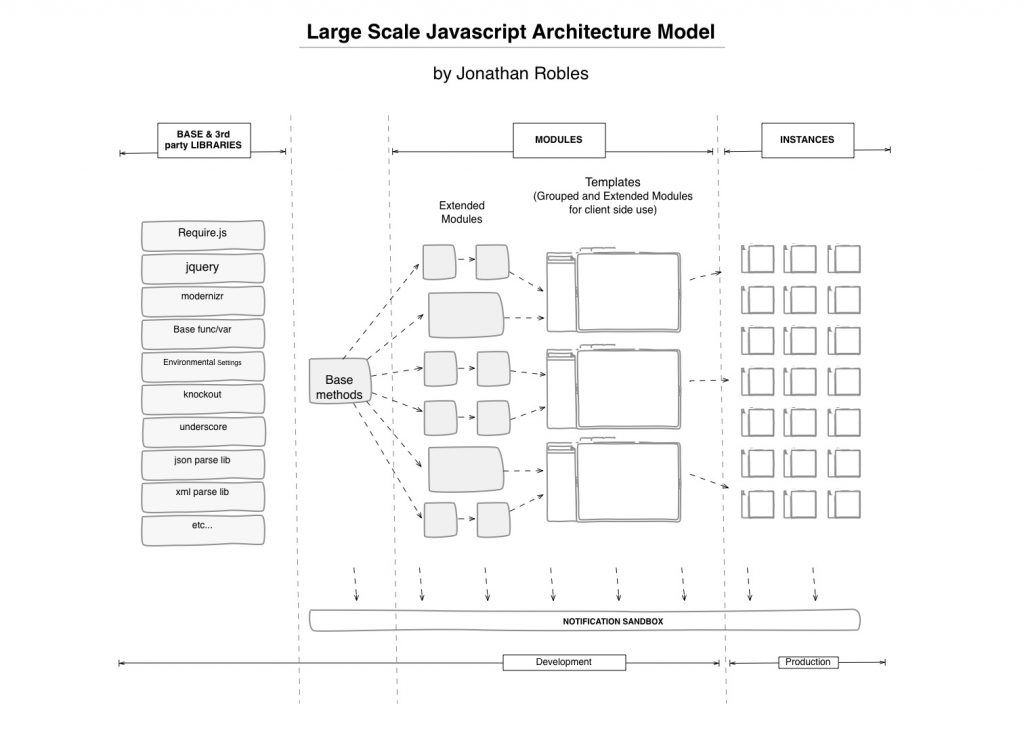 Large Scale Javascript Architecture Model
by Jonathan Robles
BASE & 3rd
party LIBRARIES
MODULES
INSTANCES
Templates
(Grouped and Extended Modules
for client side use)
Extended
Modules
Require.js
jquery
modernizr
Base func/var
Environmental Settings
knockout
underscore
json parse lib
xml parse lib
etc...
Base
methods
NOTIFICATION SANDBOX
Development
Production